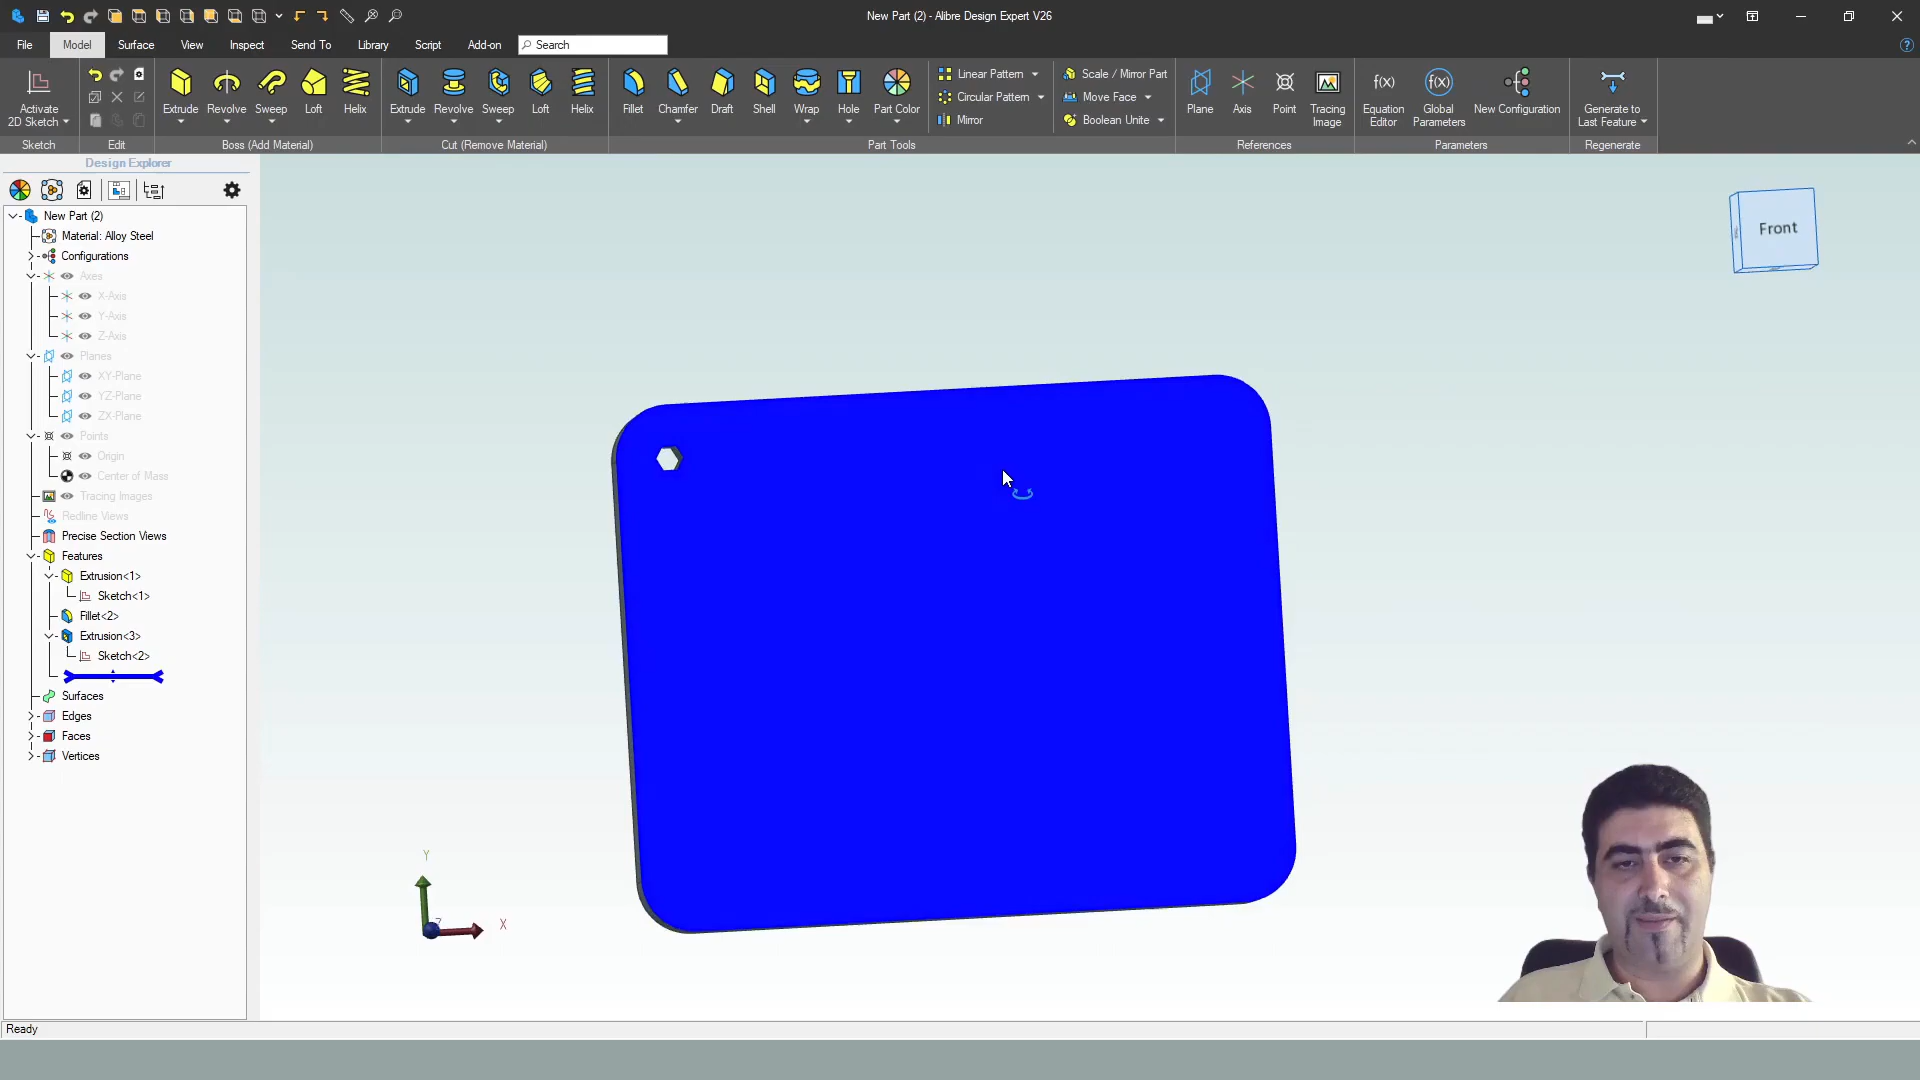 New Part (2) - Alibre Design Expert V26
File
Model
Surface
View
Inspect
Send To
Library
Script
Add-on
Search
Activate
2D Sketch
Extrude
Revolve
Sweep
Loft
Helix
Extrude
Revolve
Sweep
Loft
Helix
Fillet
Chamfer
Draft
Shell
Wrap
Hole
Part Color
Linear Pattern
Circular Pattern
Mirror
Scale / Mirror Part
Move Face
Boolean Unite
Plane
Axis
Point
Tracing
Image
f(x)
Equation
Editor
f(x)
Global
Parameters
New Configuration
Generate to
Last Feature
Sketch
Edit
Boss (Add Material)
Cut (Remove Material)
Part Tools
References
Parameters
Regenerate
Design Explorer
New Part (2)
Material: Alloy Steel
Configurations
Axes
X-Axis
Y-Axis
Z-Axis
Planes
XY-Plane
YZ-Plane
ZX-Plane
Points
Origin
Center of Mass
Tracing Images
Redline Views
Precise Section Views
Features
Extrusion<1>
Sketch<1>
Fillet<2>
Extrusion<3>
Sketch<2>
Surfaces
Edges
Faces
Vertices
Front
Y
Z
X
Ready